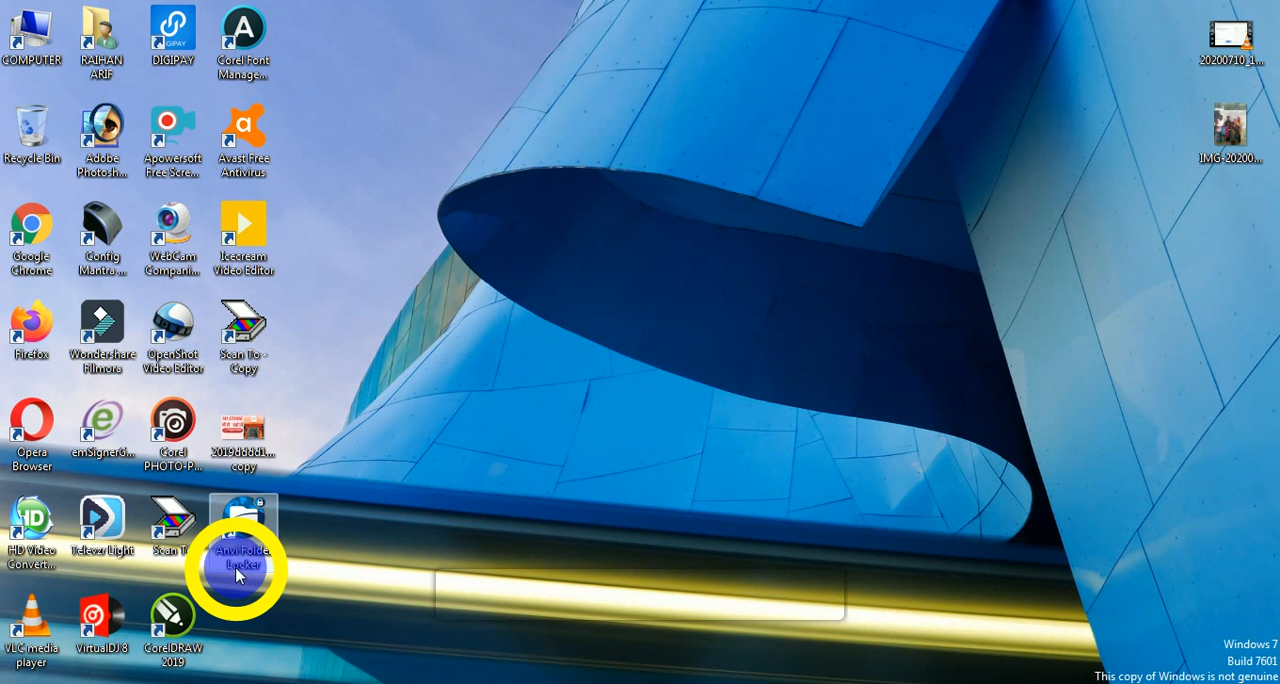 COMPUTER
RAIHAN
ARIF
DIGIPAY
Corel Font
Manage...
20200710_1...
Recycle Bin
Adobe
Photosh...
Apowersoft
Free Scre...
Avast Free
Antivirus
IMG-20200...
Google
Chrome
Config
Mantra ...
WebCam
Compani...
Icecream
Video Editor
Firefox
Wondershare
Filmora
OpenShot
Video Editor
Scan To -
Copy
Opera
Browser
emSignerG...
Corel
PHOTO-P...
2019dddd1...
copy
HD Video
Convert...
Televzr Light
Scan T
Anvi Folde
Locker
VLC media
player
VirtualDJ 8
CorelDRAW
2019
Windows 7
Build 7601
This copy of Windows is not genuine